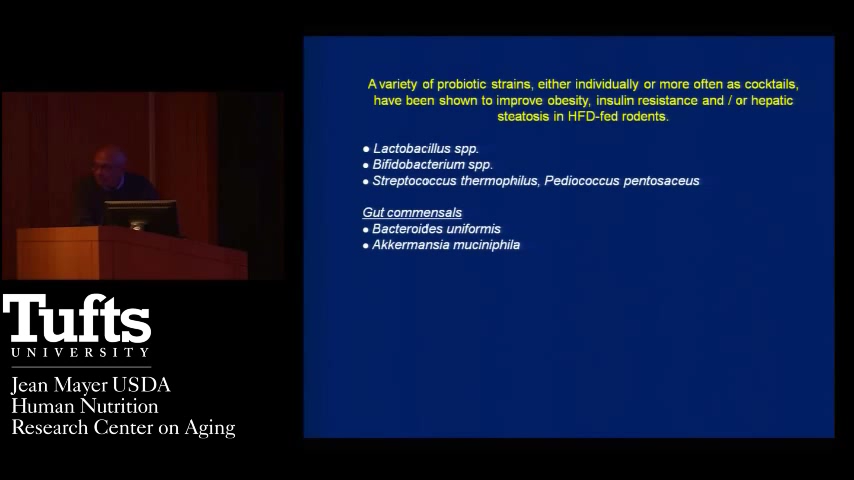 A variety of probiotic strains, either individually or more often as cocktails,
have been shown to improve obesity, insulin resistance and / or hepatic
steatosis in HFD-fed rodents.
● Lactobacillus spp.
● Bifidobacterium spp.
● Streptococcus thermophilus, Pediococcus pentosaceus
Gut commensals
● Bacteroides uniformis
● Akkermansia muciniphila
Tufts
UNIVERSITY
Jean Mayer USDA
Human Nutrition
Research Center on Aging